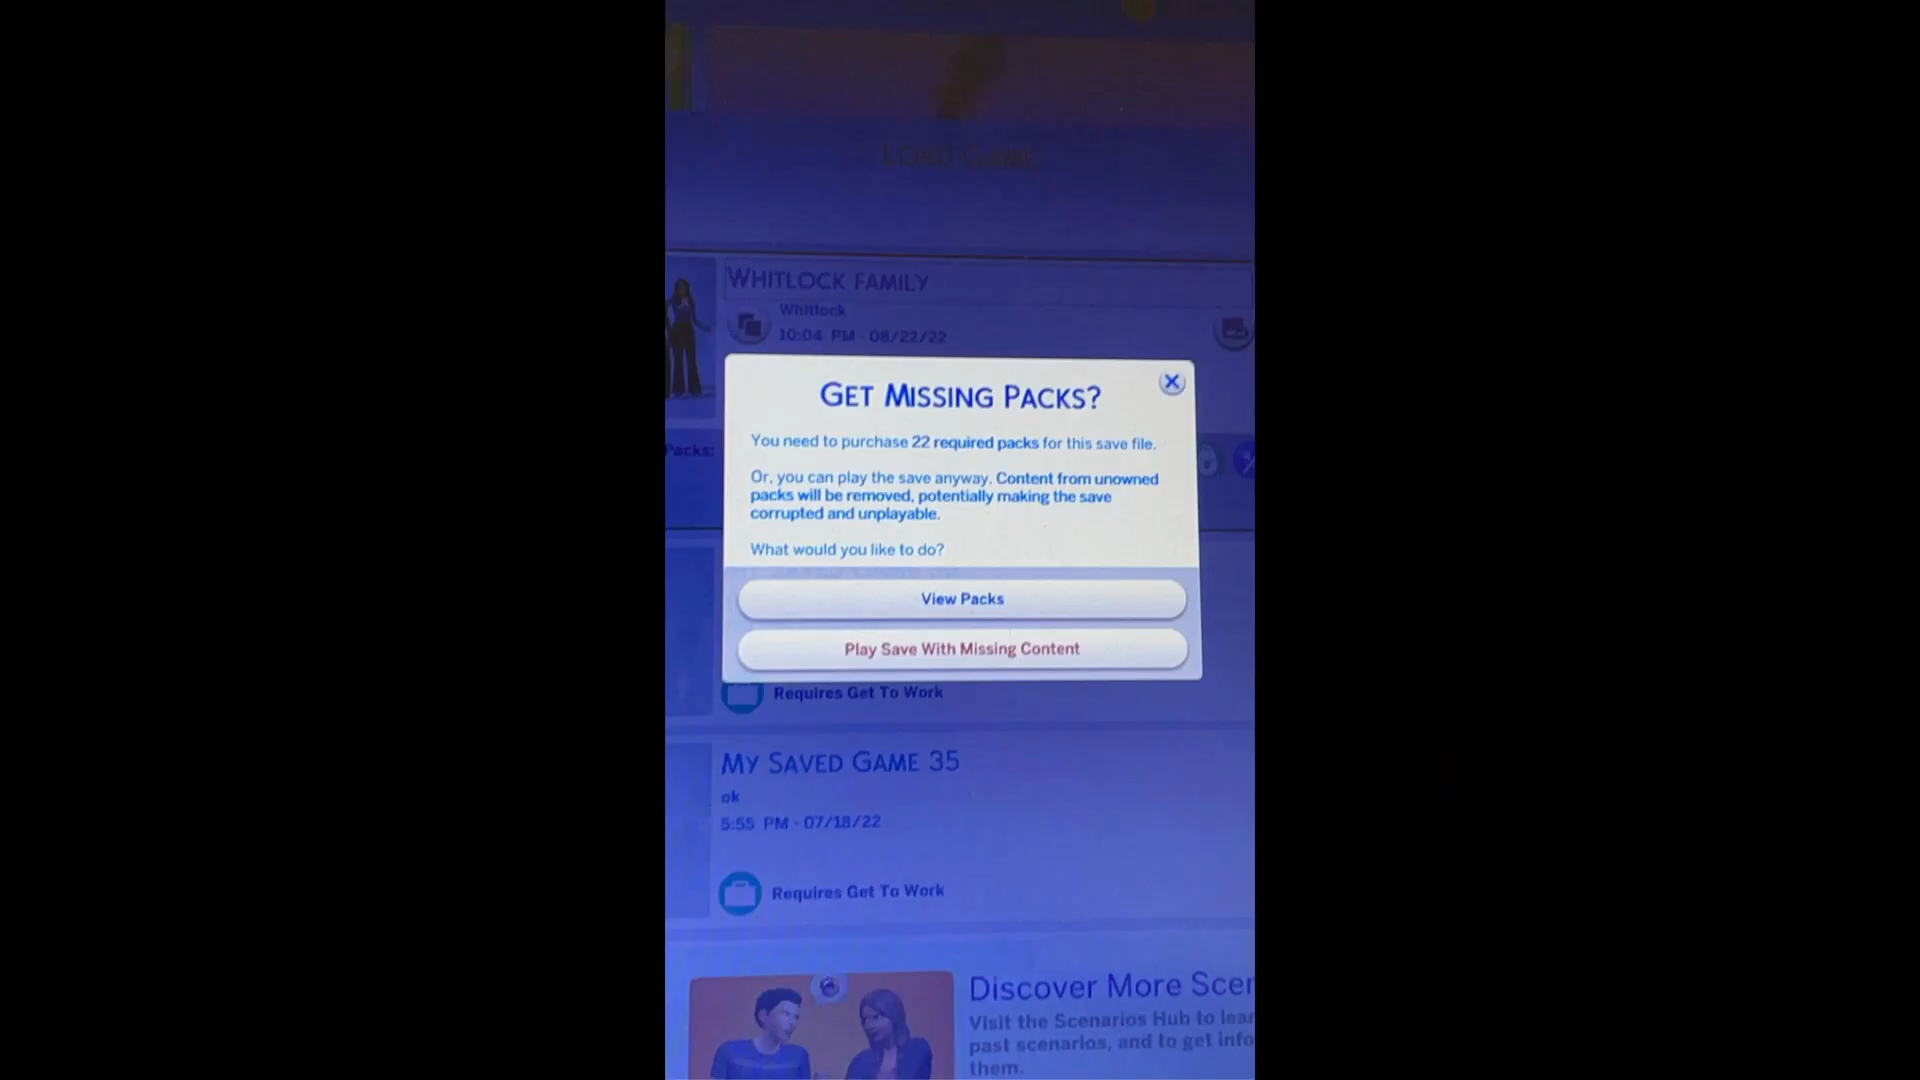 LOAD GAME
WHITLOCK FAMILY
Whitlock
10:04 PM - 08/22/22
Packs:
GET MISSING PACKS?
You need to purchase 22 required packs for this save file.
Or, you can play the save anyway. Content from unowned
packs will be removed, potentially making the save
corrupted and unplayable.
What would you like to do?
View Packs
Play Save With Missing Content
Requires Get To Work
MY SAVED GAME 35
ok
5:55 PM - 07/18/22
Requires Get To Work
Discover More Scen
Visit the Scenarios Hub to lear
past scenarios, and to get info
them.